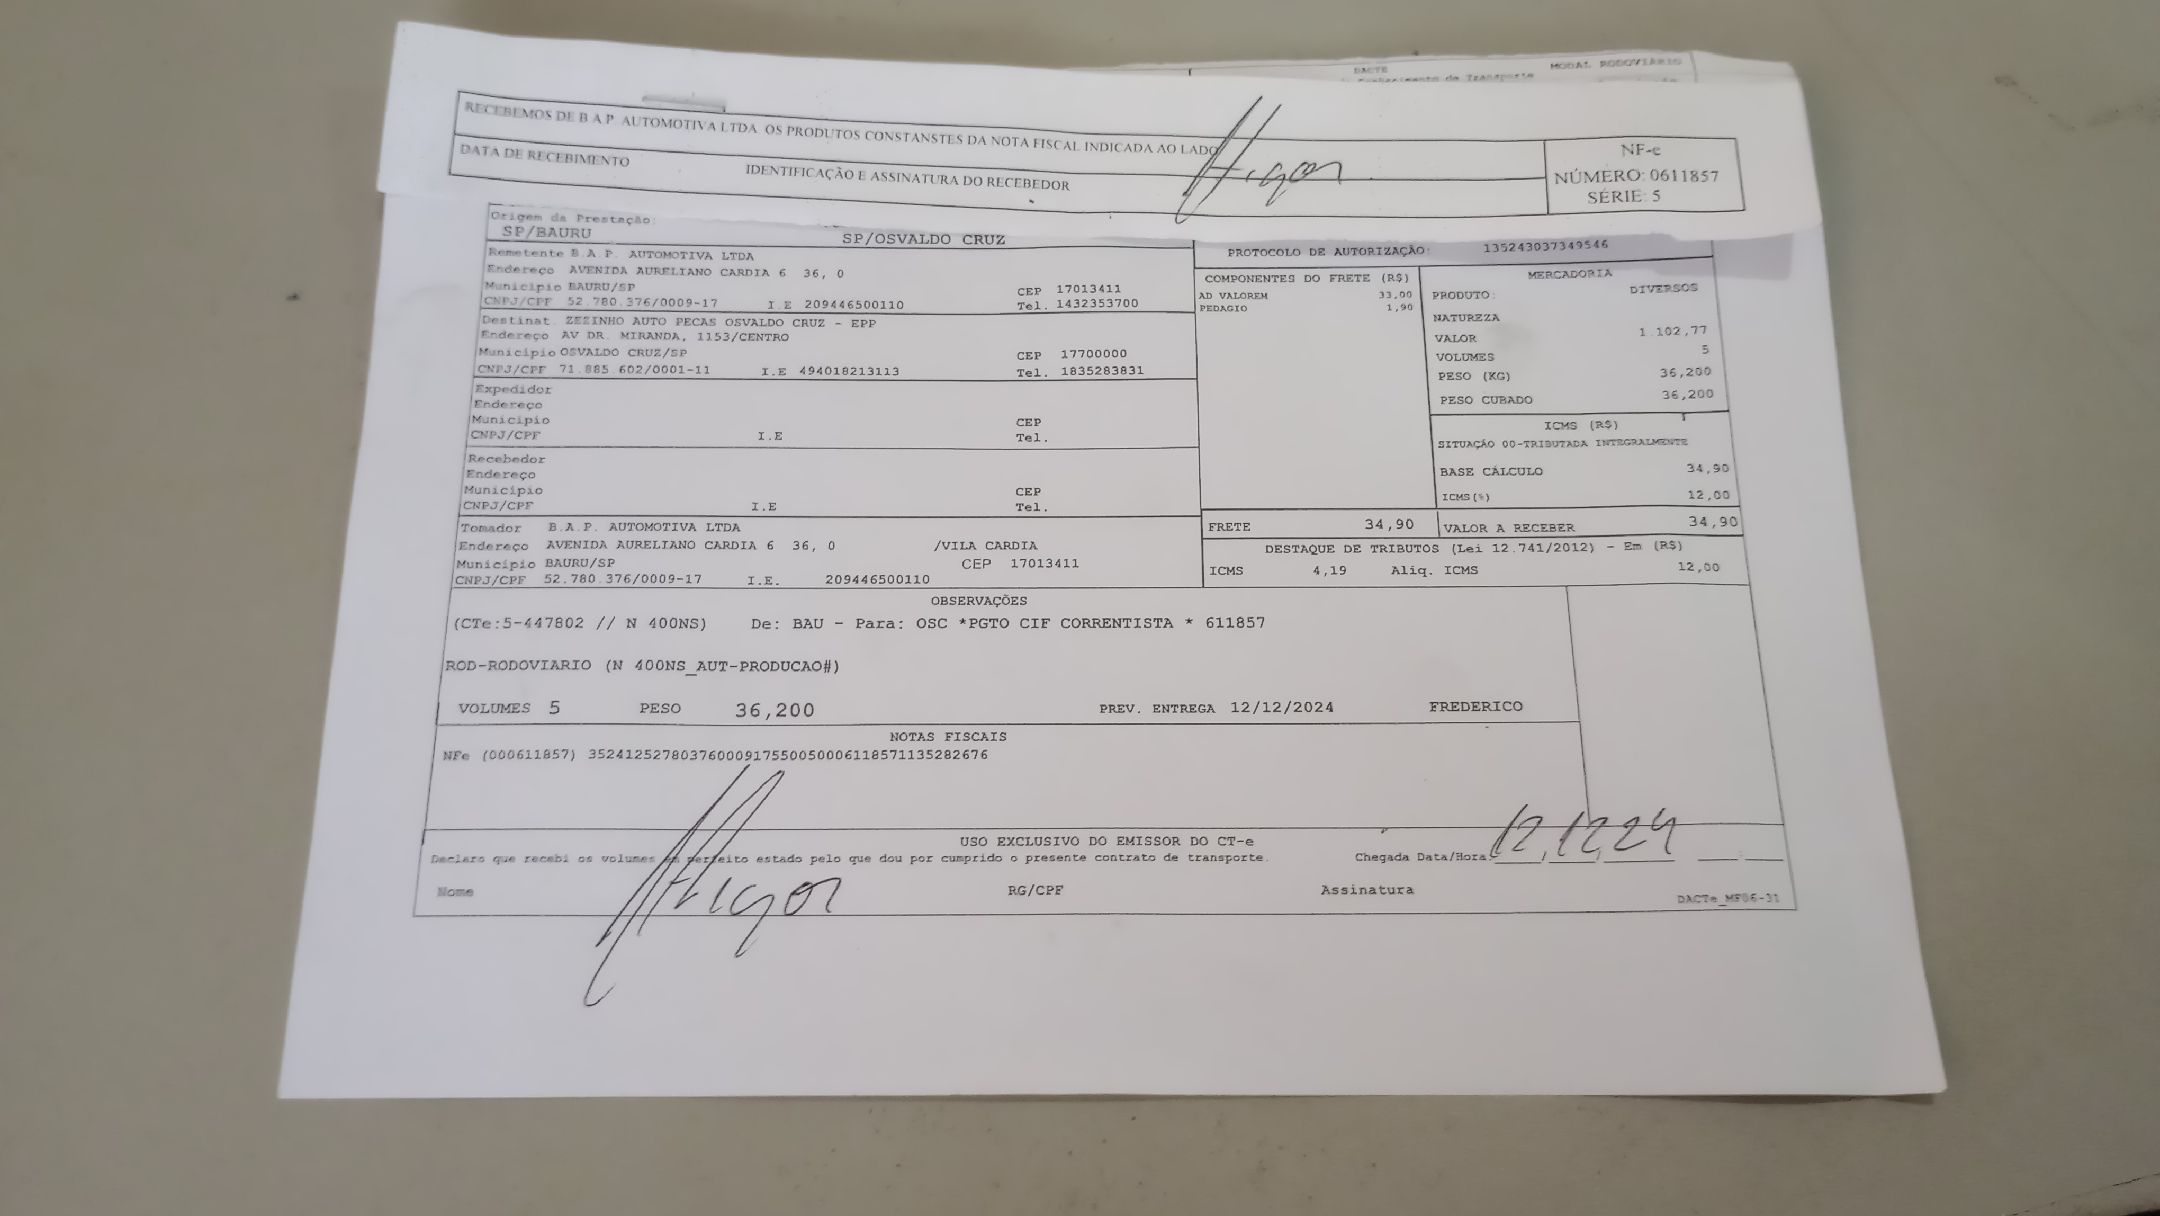 DACTE MODAL RODOVIÁRIO
Conhecimento de Transporte
RECEBEMOS DE B A P AUTOMOTIVA LTDA OS PRODUTOS CONSTANSTES DA NOTA FISCAL INDICADA AO LADO
DATA DE RECEBIMENTO IDENTIFICAÇÃO E ASSINATURA DO RECEBEDOR
Higor
NF-e
NÚMERO: 0611857
SÉRIE: 5
Origem da Prestação:
SP/BAURU SP/OSVALDO CRUZ
Remetente B.A.P. AUTOMOTIVA LTDA
Endereço AVENIDA AURELIANO CARDIA 6 36, 0
Município BAURU/SP CEP 17013411
CNPJ/CPF 52.780.376/0009-17 I.E 209446500110 Tel. 1432353700
Destinat. ZEZINHO AUTO PECAS OSVALDO CRUZ - EPP
Endereço AV DR. MIRANDA, 1153/CENTRO
Município OSVALDO CRUZ/SP CEP 17700000
CNPJ/CPF 71.885.602/0001-11 I.E 494018213113 Tel. 1835283831
Expedidor
Endereço
Município CEP
CNPJ/CPF I.E Tel.
Recebedor
Endereço
Município CEP
CNPJ/CPF I.E Tel.
Tomador B.A.P. AUTOMOTIVA LTDA
Endereço AVENIDA AURELIANO CARDIA 6 36, 0 /VILA CARDIA
Município BAURU/SP CEP 17013411
CNPJ/CPF 52.780.376/0009-17 I.E. 209446500110
PROTOCOLO DE AUTORIZAÇÃO: 135243037349546
COMPONENTES DO FRETE (R$)
AD VALOREM 33,00
PEDAGIO 1,90
MERCADORIA
PRODUTO: DIVERSOS
NATUREZA
VALOR 1.102,77
VOLUMES 5
PESO (KG) 36,200
PESO CUBADO 36,200
ICMS (R$)
SITUAÇÃO 00-TRIBUTADA INTEGRALMENTE
BASE CÁLCULO 34,90
ICMS(%) 12,00
FRETE 34,90 VALOR A RECEBER 34,90
DESTAQUE DE TRIBUTOS (Lei 12.741/2012) - Em (R$)
ICMS 4,19 Aliq. ICMS 12,00
OBSERVAÇÕES
(CTe:5-447802 // N 400NS) De: BAU - Para: OSC *PGTO CIF CORRENTISTA * 611857
ROD-RODOVIARIO (N 400NS_AUT-PRODUCAO#)
VOLUMES 5 PESO 36,200 PREV. ENTREGA 12/12/2024 FREDERICO
NOTAS FISCAIS
NFe (000611857) 35241252780376000917550050006118571135282676
USO EXCLUSIVO DO EMISSOR DO CT-e
Declaro que recebi os volumes em perfeito estado pelo que dou por cumprido o presente contrato de transporte. Chegada Data/Hora: 12/12/24
Nome Higor RG/CPF Assinatura
DACTe_MF06-31